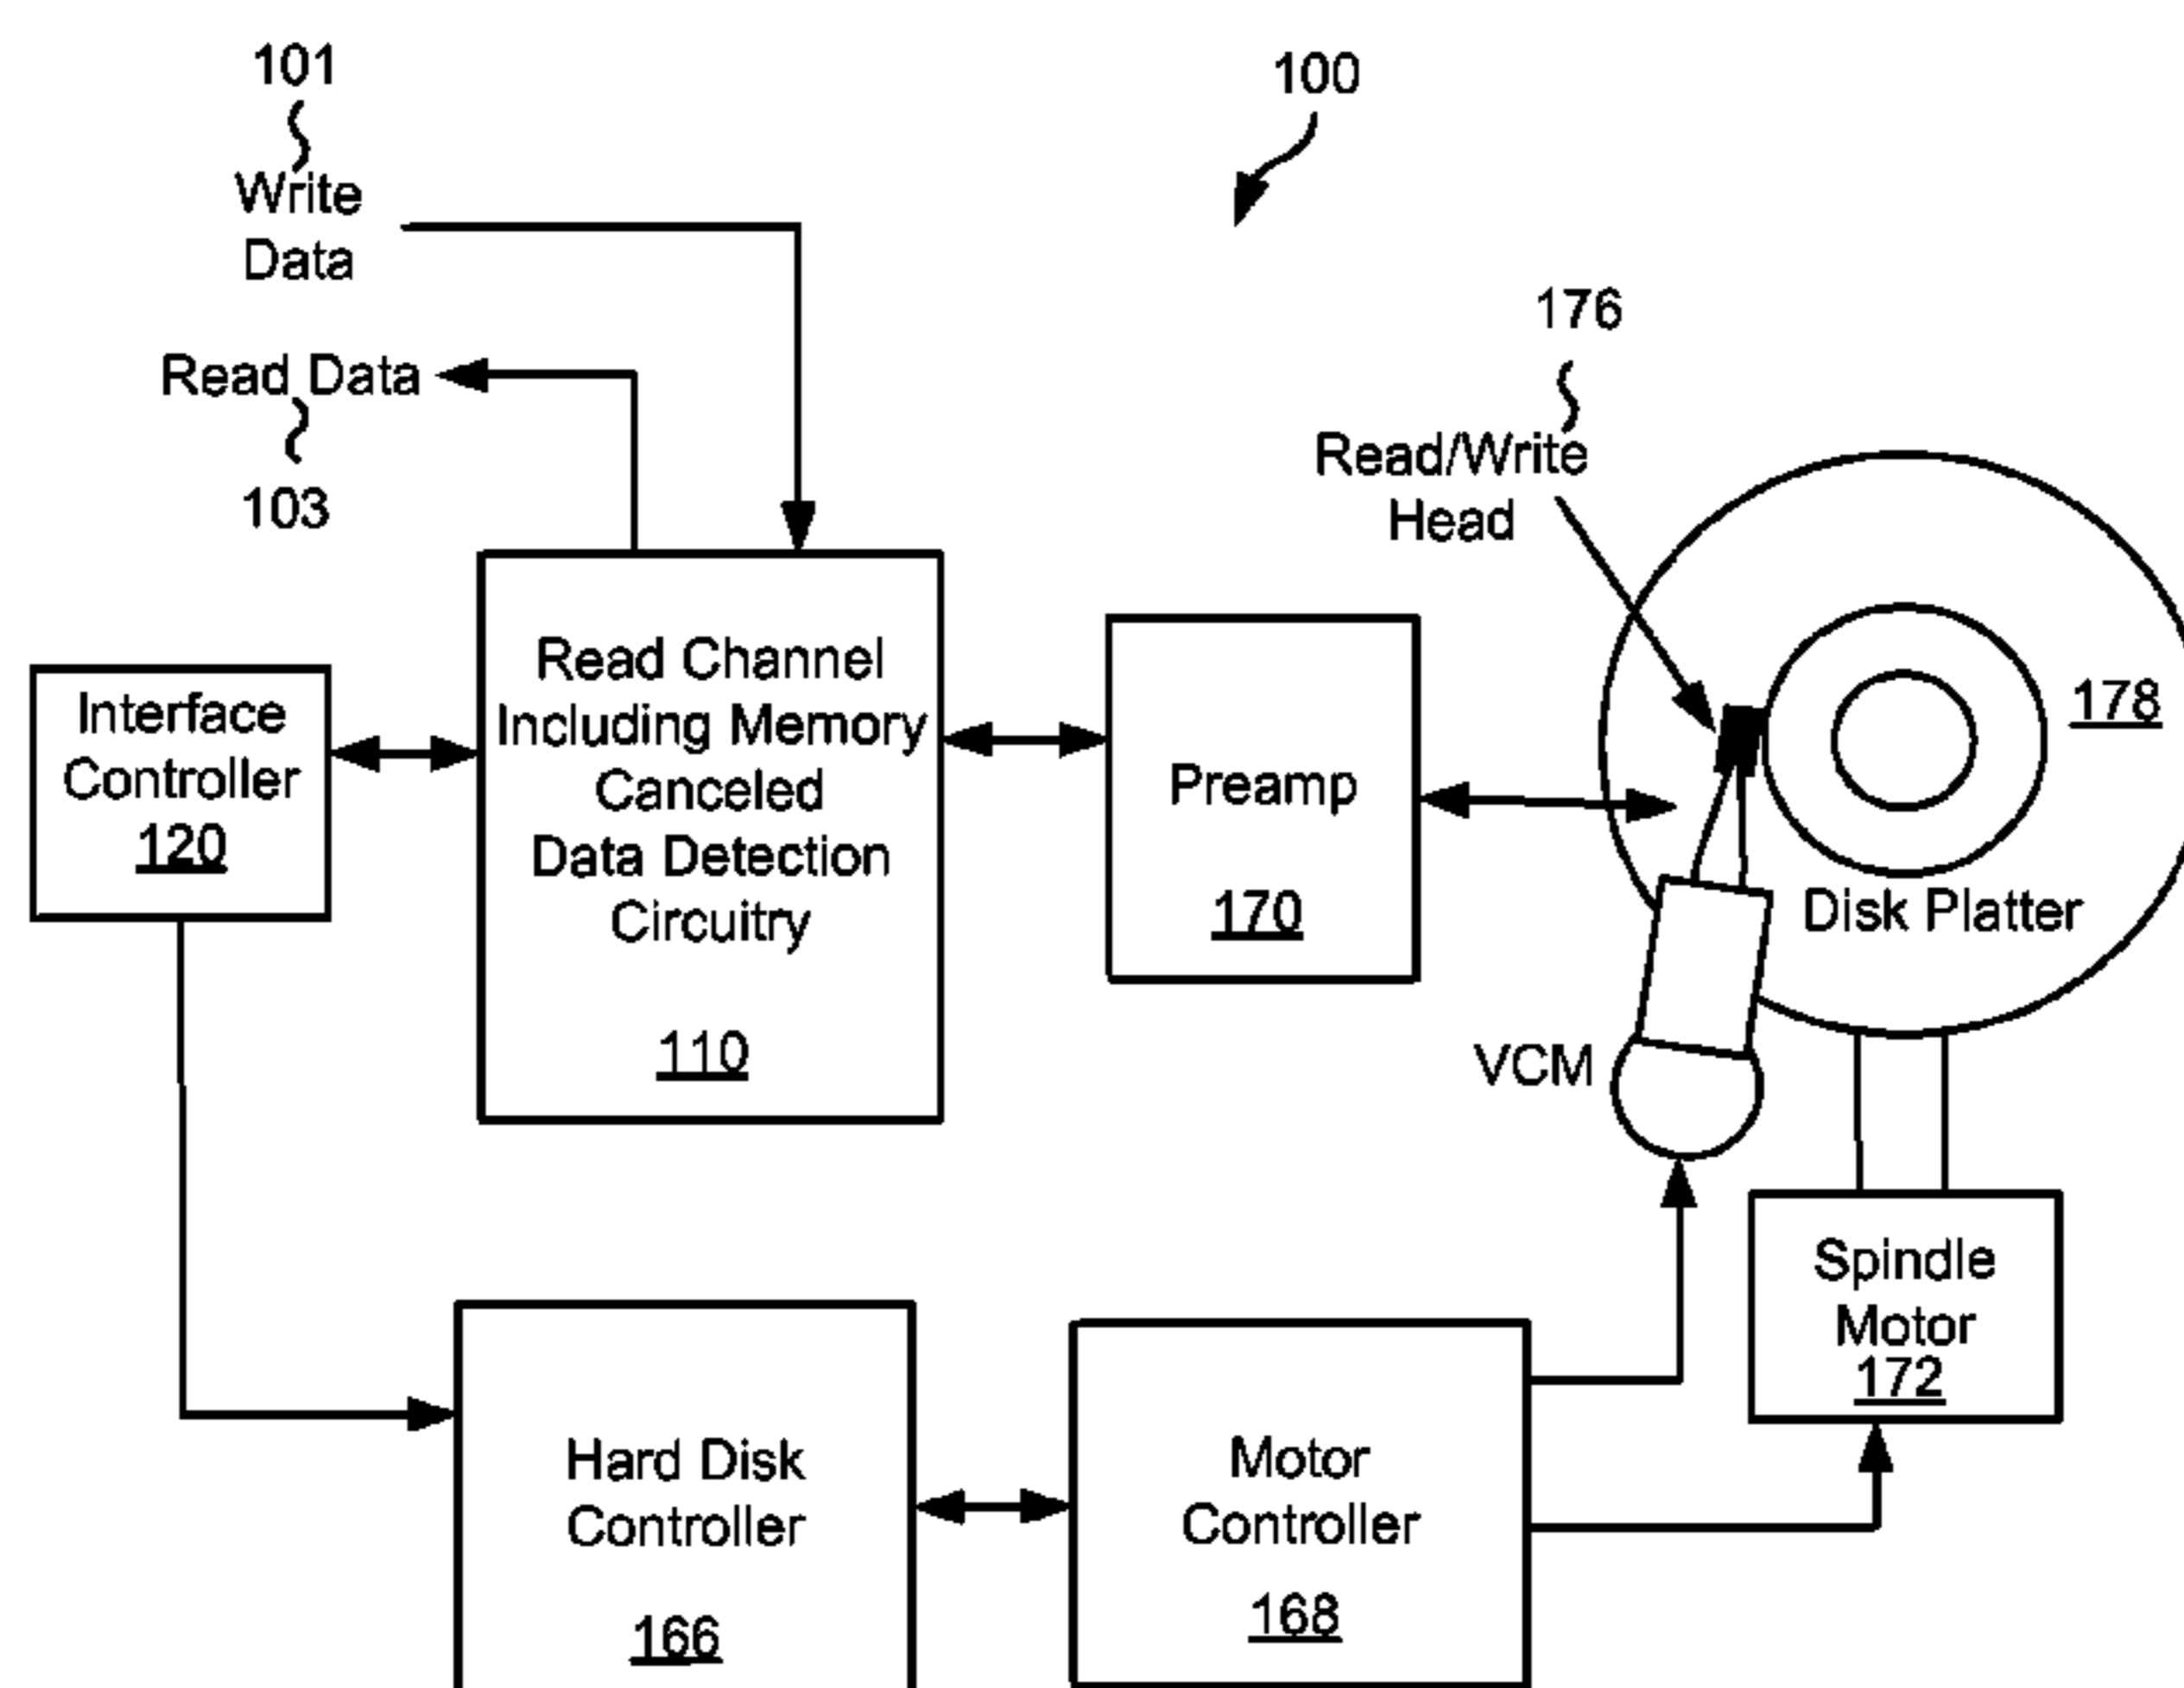 101
Write
Data
100
Read Data
103
176
Read/Write
Head
Interface
Controller
120
Read Channel
Including Memory
Canceled
Data Detection
Circuitry
110
Preamp
170
178
Disk Platter
VCM
Spindle
Motor
172
Hard Disk
Controller
166
Motor
Controller
168